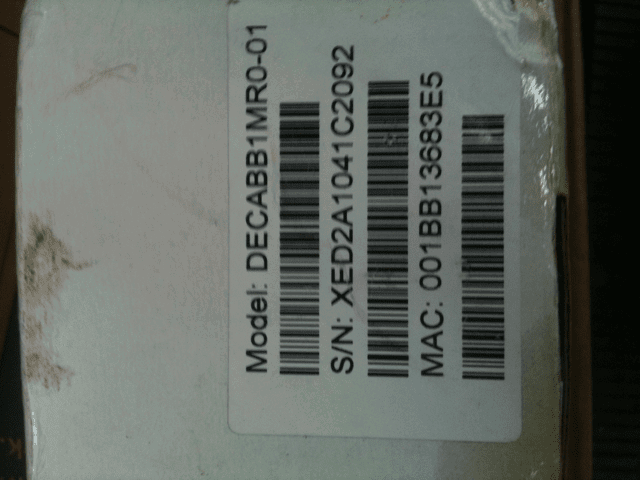 Model: DECABB1MR0-01
S/N: XED2A1041C2092
MAC: 001BB13683E5